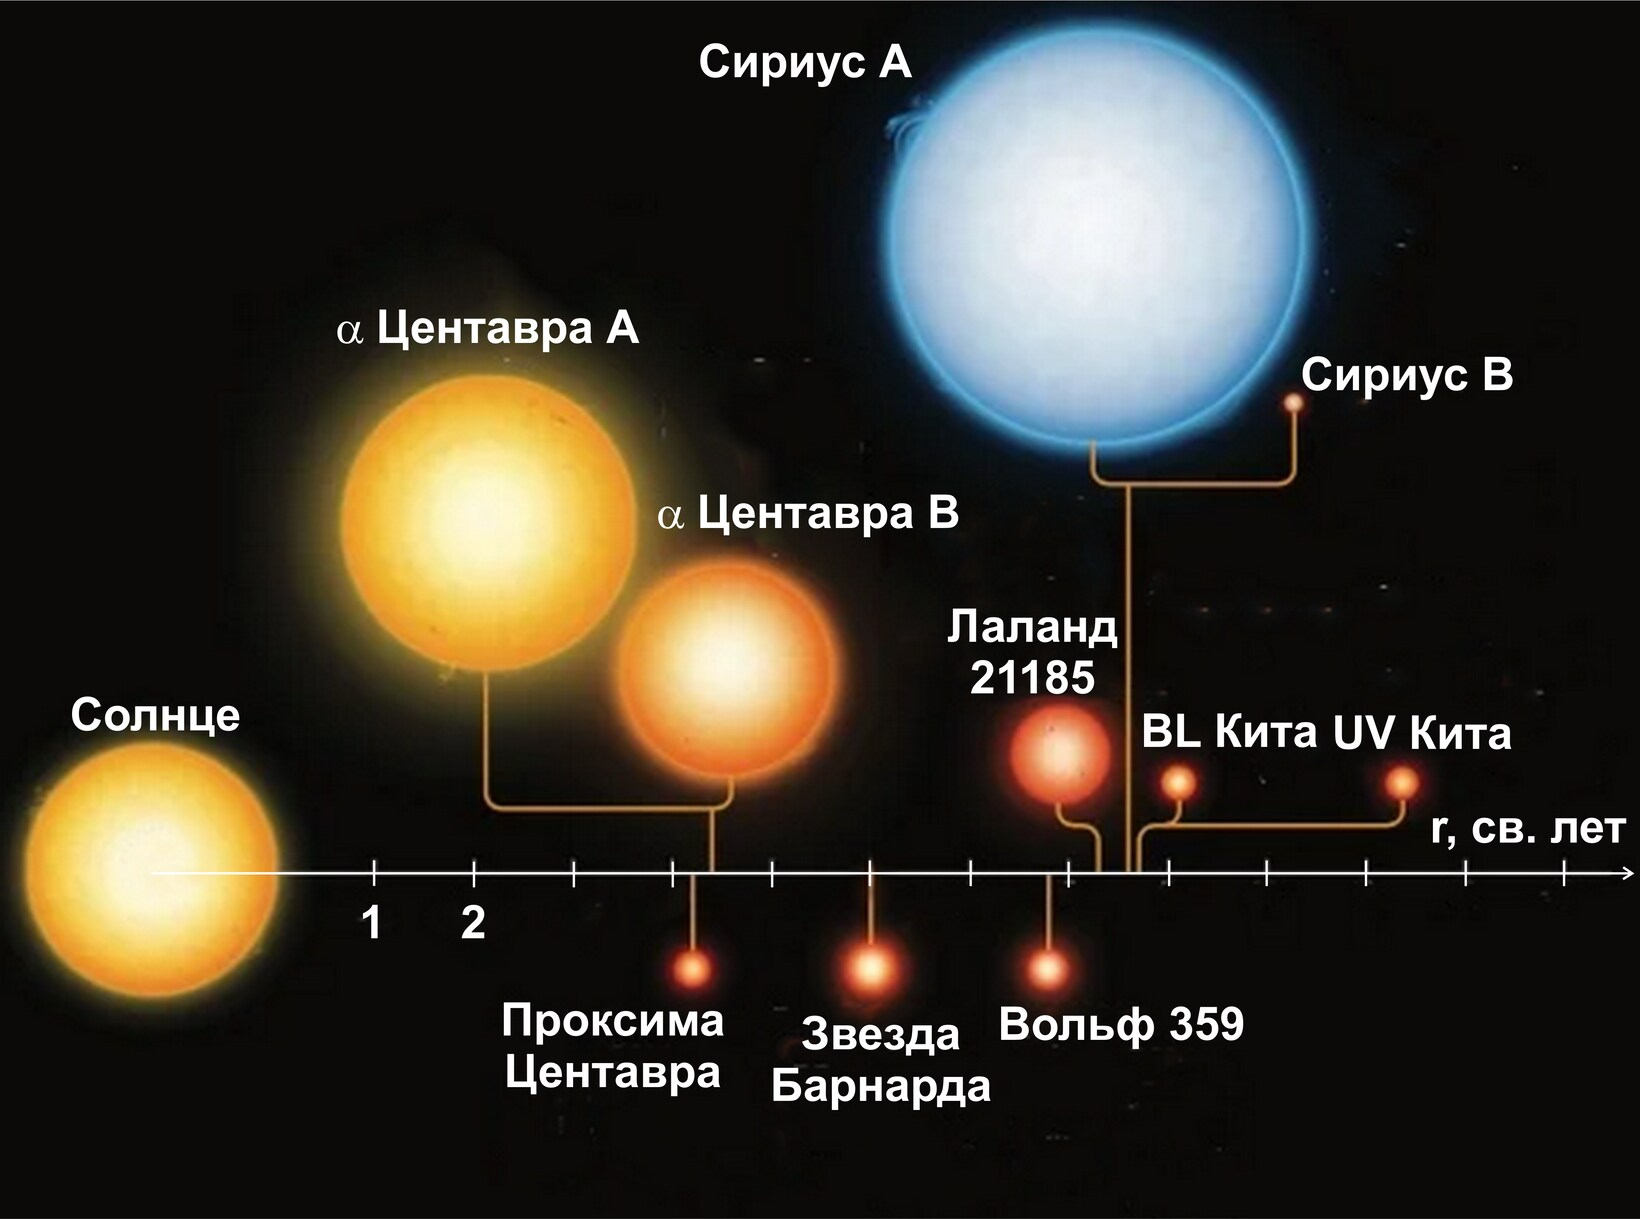 Сириус А
α Центавра А
Сириус В
α Центавра В
Лаланд
21185
Солнце
BL Кита
UV Кита
r, св. лет
1
2
Проксима
Центавра
Звезда
Барнарда
Вольф 359